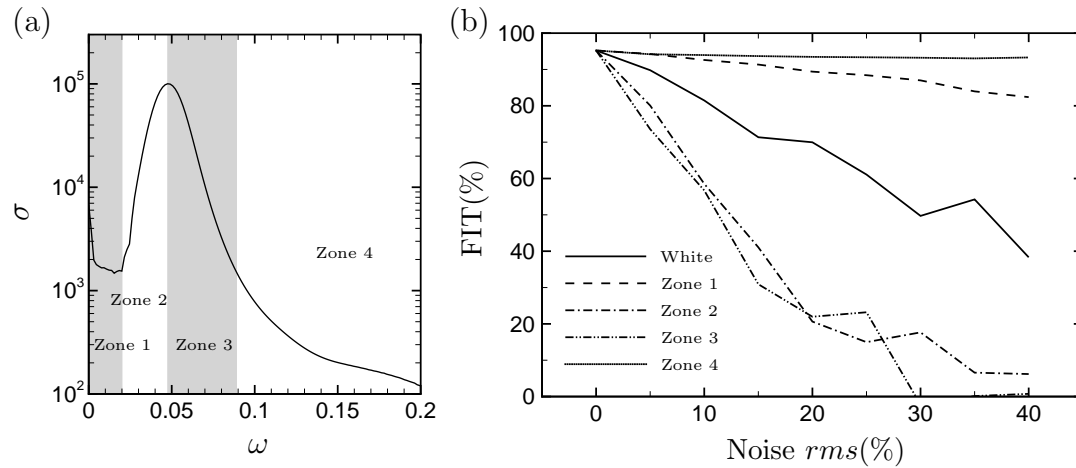 (a)
σ
10^5
10^4
10^3
10^2
Zone 4
Zone 2
Zone 1
Zone 3
0 0.05 0.1 0.15 0.2
ω
(b)
FIT(%)
100
80
60
40
20
0
White
Zone 1
Zone 2
Zone 3
Zone 4
0 10 20 30 40
Noise rms(%)